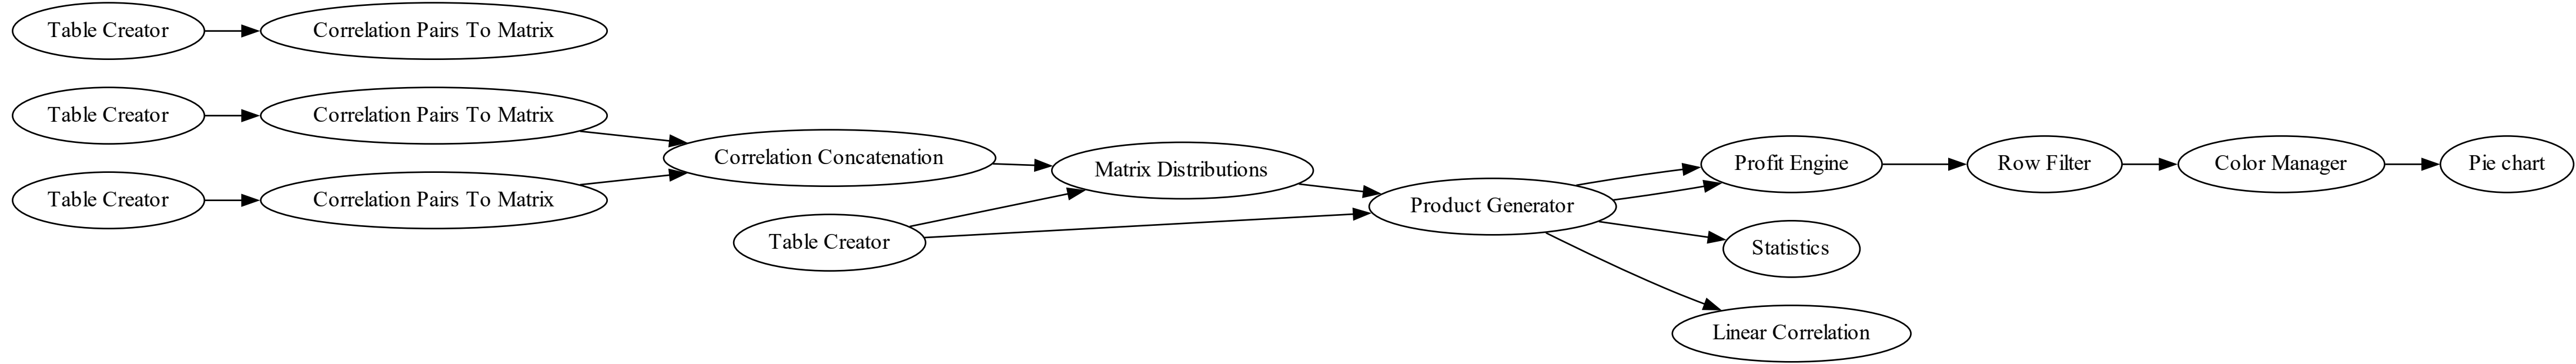 Table Creator
Correlation Pairs To Matrix
Table Creator
Correlation Pairs To Matrix
Table Creator
Correlation Pairs To Matrix
Correlation Concatenation
Table Creator
Matrix Distributions
Product Generator
Profit Engine
Statistics
Linear Correlation
Row Filter
Color Manager
Pie chart